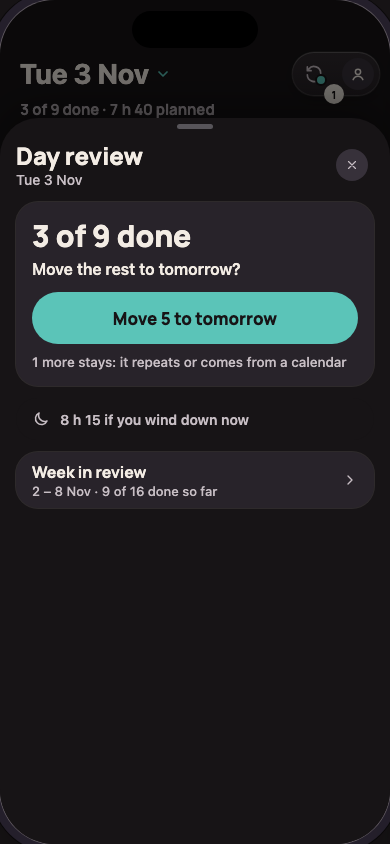 Tue 3 Nov
3 of 9 done · 7 h 40 planned
1
Day review
Tue 3 Nov
3 of 9 done
Move the rest to tomorrow?
Move 5 to tomorrow
1 more stays: it repeats or comes from a calendar
8 h 15 if you wind down now
Week in review
2 – 8 Nov · 9 of 16 done so far